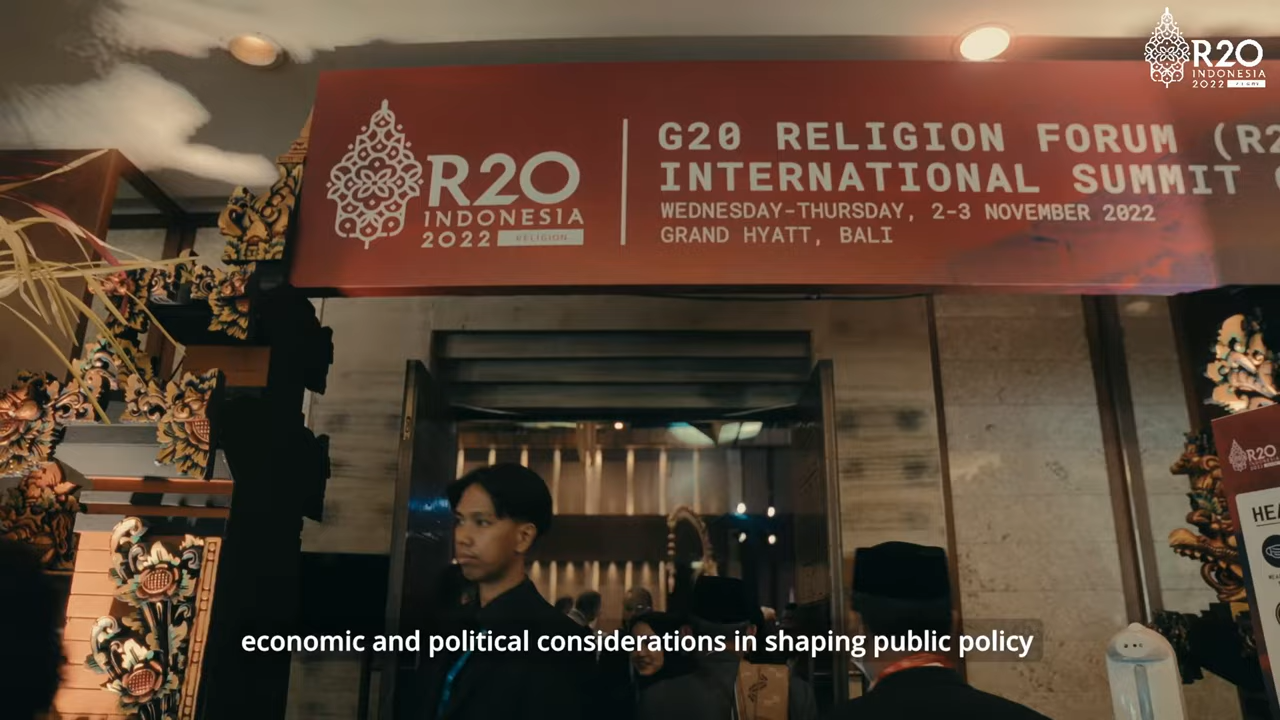 R20
INDONESIA
2022
R20
INDONESIA
2022 RELIGION
G20 RELIGION FORUM (R2
INTERNATIONAL SUMMIT
WEDNESDAY-THURSDAY, 2-3 NOVEMBER 2022
GRAND HYATT, BALI
R20
HEA
economic and political considerations in shaping public policy